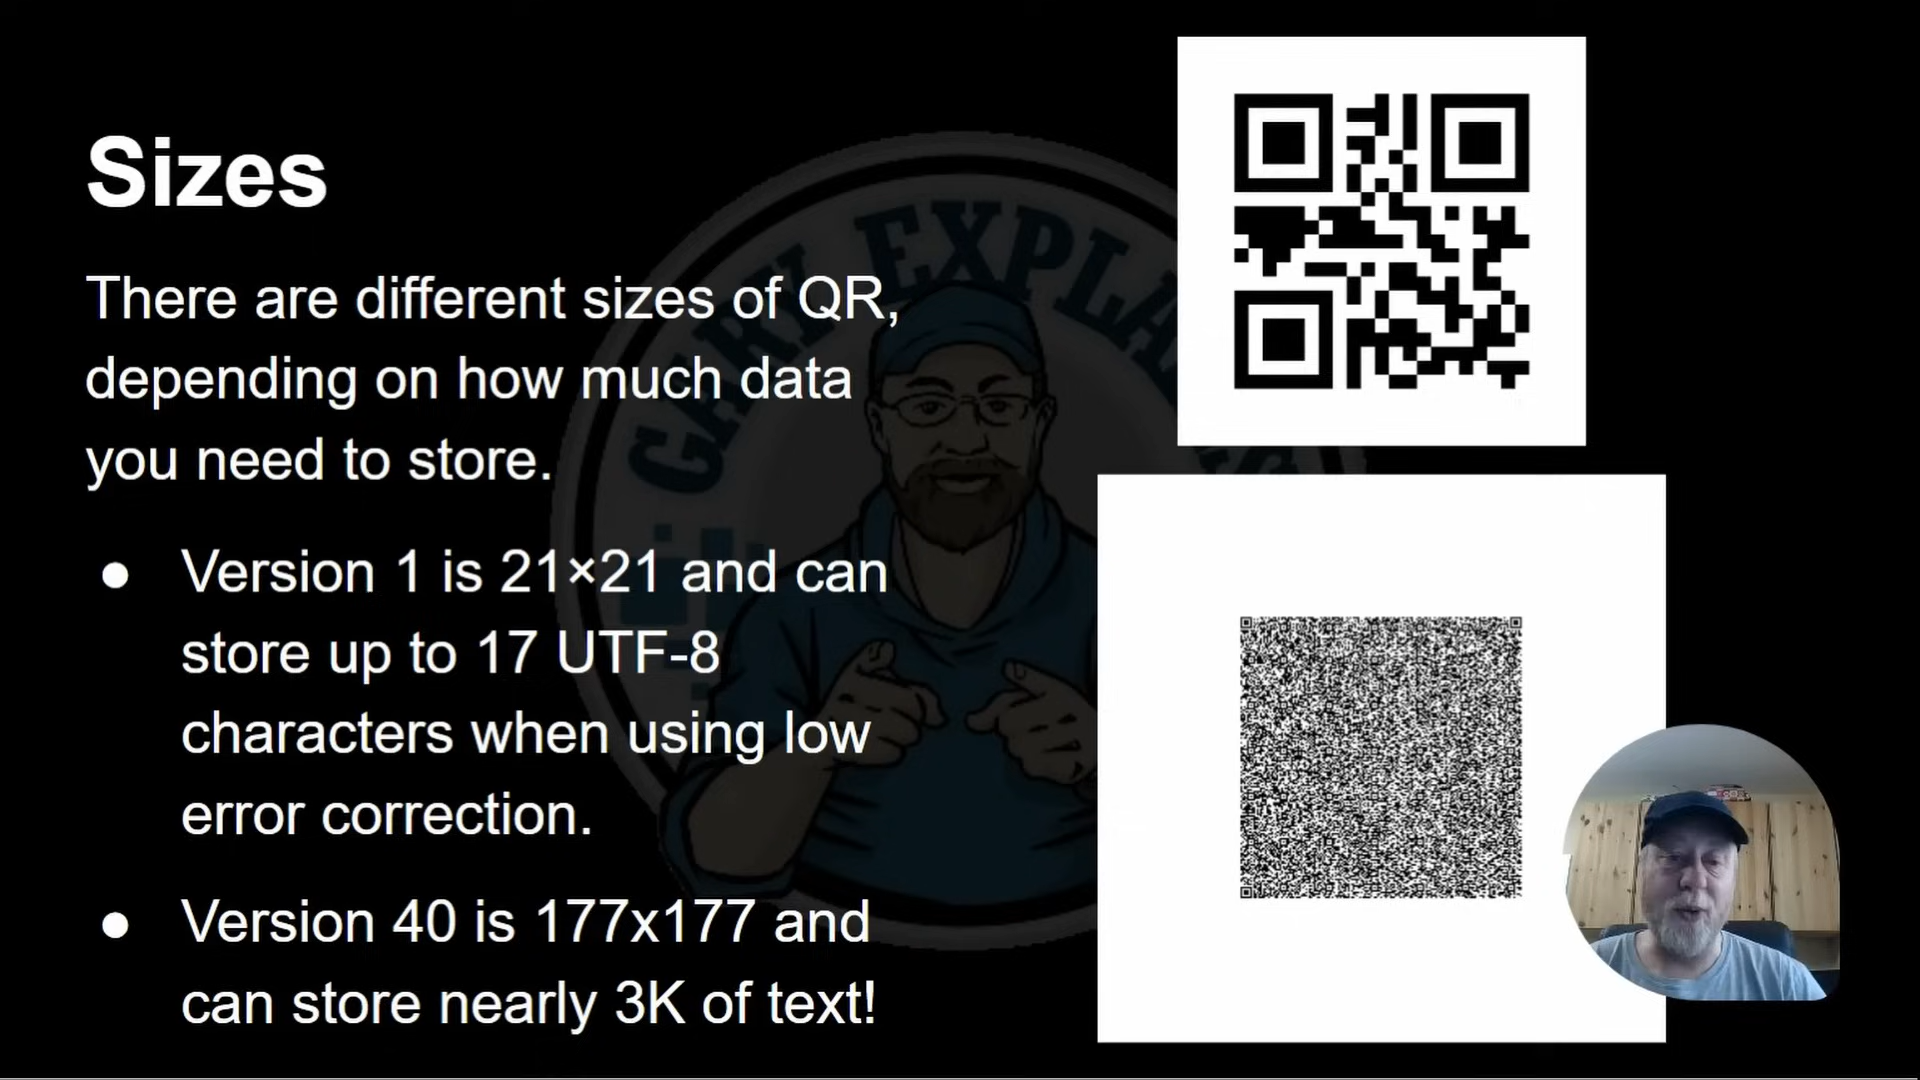 Sizes
There are different sizes of QR,
depending on how much data
you need to store.
● Version 1 is 21×21 and can
store up to 17 UTF-8
characters when using low
error correction.
● Version 40 is 177x177 and
can store nearly 3K of text!
GARY EXPLAINS